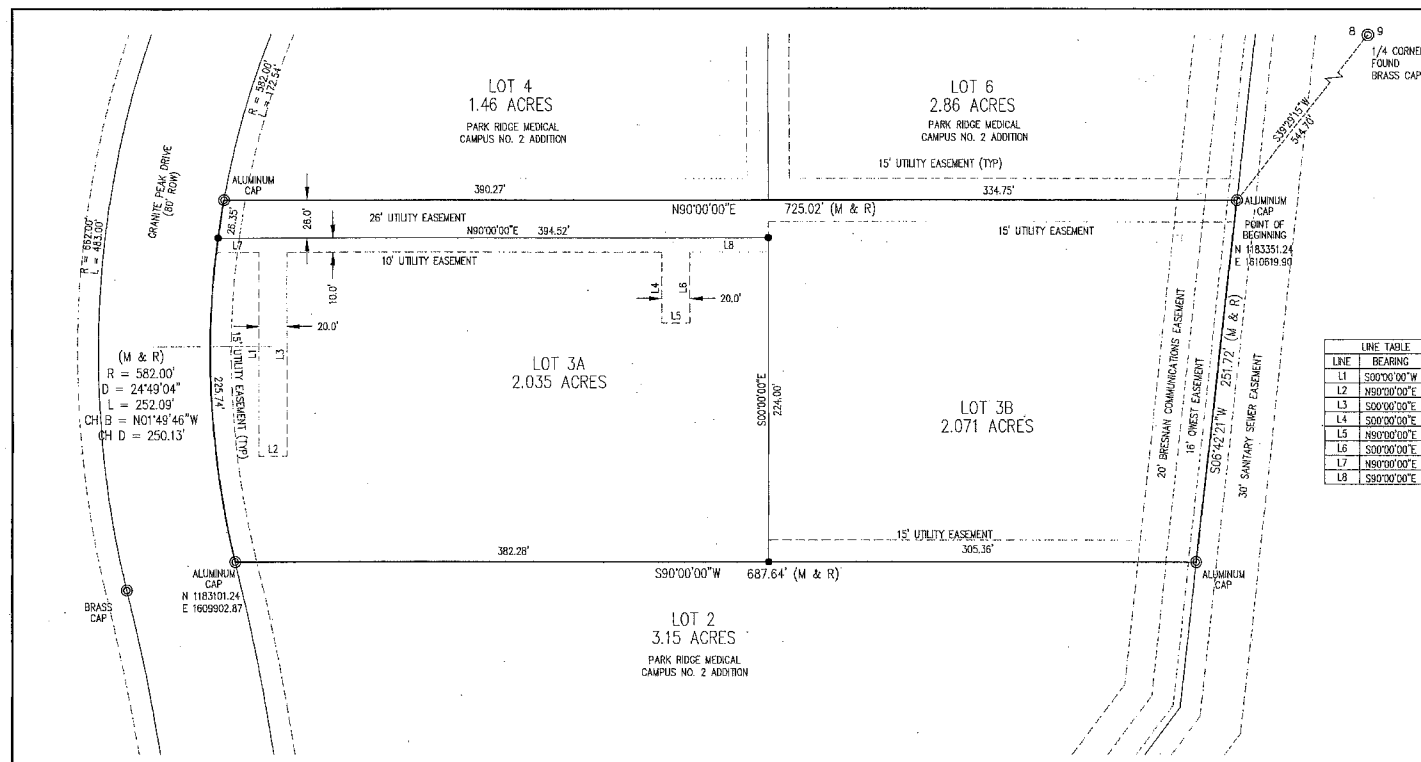 8 9
1/4 CORNER
FOUND
BRASS CAP
S39°29'15"W
544.70'
R = 582.00'
L = 172.54'
LOT 4
1.46 ACRES
PARK RIDGE MEDICAL
CAMPUS NO. 2 ADDITION
LOT 6
2.86 ACRES
PARK RIDGE MEDICAL
CAMPUS NO. 2 ADDITION
15' UTILITY EASEMENT (TYP)
GRANITE PEAK DRIVE
(80' ROW)
R = 662.00'
L = 483.00'
ALUMINUM
CAP
390.27'
334.75'
N90°00'00"E 725.02' (M & R)
26.35'
26.0'
26' UTILITY EASEMENT
N90°00'00"E 394.52'
15' UTILITY EASEMENT
ALUMINUM
CAP
POINT OF
BEGINNING
N 1183351.24
E 1610619.90
L7
L8
10' UTILITY EASEMENT
10.0'
L4
L6
20.0'
L5
20.0'
L1
L3
L2
15' UTILITY EASEMENT (TYP)
225.74'
(M & R)
R = 582.00'
D = 24°49'04"
L = 252.09'
CH B = N01°49'46"W
CH D = 250.13'
LOT 3A
2.035 ACRES
S00°00'00"E
224.00'
LOT 3B
2.071 ACRES
20' BRESNAN COMMUNICATIONS EASEMENT
16' QWEST EASEMENT
S06°42'21"W 251.72' (M & R)
30' SANITARY SEWER EASEMENT
LINE TABLE
LINE BEARING
L1 S00°00'00"W
L2 N90°00'00"E
L3 S00°00'00"E
L4 S00°00'00"E
L5 N90°00'00"E
L6 S00°00'00"E
L7 N90°00'00"E
L8 S90°00'00"E
15' UTILITY EASEMENT
382.28'
305.36'
S90°00'00"W 687.64' (M & R)
ALUMINUM
CAP
N 1183101.24
E 1609902.87
ALUMINUM
CAP
BRASS
CAP
LOT 2
3.15 ACRES
PARK RIDGE MEDICAL
CAMPUS NO. 2 ADDITION